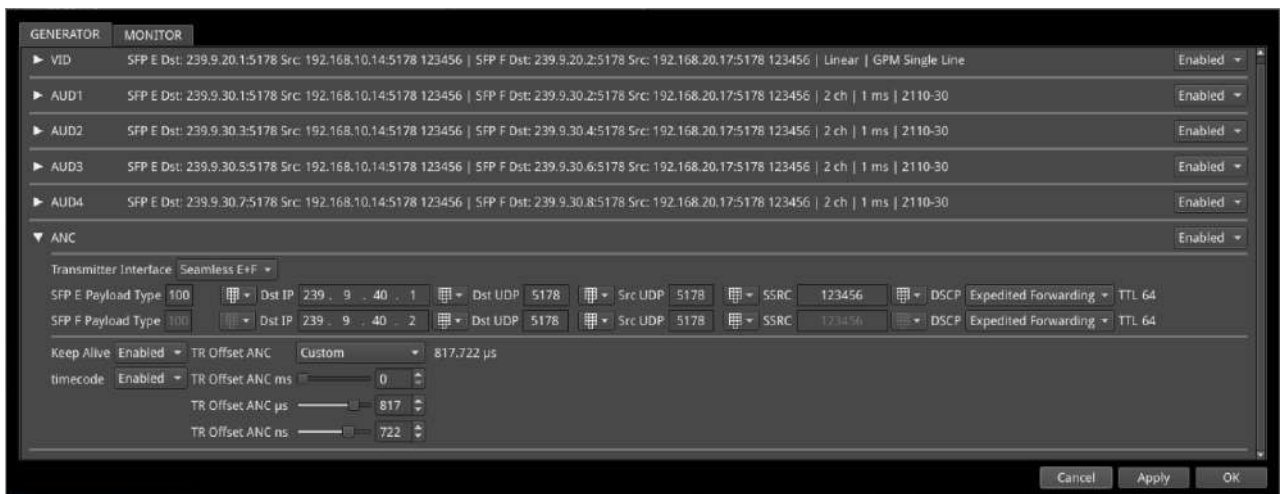 GENERATOR MONITOR
VID SFP E Dst: 239.9.20.1:5178 Src: 192.168.10.14:5178 123456 | SFP F Dst: 239.9.20.2:5178 Src: 192.168.20.17:5178 123456 | Linear | GPM Single Line Enabled
AUD1 SFP E Dst: 239.9.30.1:5178 Src: 192.168.10.14:5178 123456 | SFP F Dst: 239.9.30.2:5178 Src: 192.168.20.17:5178 123456 | 2 ch | 1 ms | 2110-30 Enabled
AUD2 SFP E Dst: 239.9.30.3:5178 Src: 192.168.10.14:5178 123456 | SFP F Dst: 239.9.30.4:5178 Src: 192.168.20.17:5178 123456 | 2 ch | 1 ms | 2110-30 Enabled
AUD3 SFP E Dst: 239.9.30.5:5178 Src: 192.168.10.14:5178 123456 | SFP F Dst: 239.9.30.6:5178 Src: 192.168.20.17:5178 123456 | 2 ch | 1 ms | 2110-30 Enabled
AUD4 SFP E Dst: 239.9.30.7:5178 Src: 192.168.10.14:5178 123456 | SFP F Dst: 239.9.30.8:5178 Src: 192.168.20.17:5178 123456 | 2 ch | 1 ms | 2110-30 Enabled
ANC Enabled
Transmitter Interface Seamless E+F
SFP E Payload Type 100 Dst IP 239 . 9 . 40 . 1 Dst UDP 5178 Src UDP 5178 SSRC 123456 DSCP Expedited Forwarding TTL 64
SFP F Payload Type 100 Dst IP 239 . 9 . 40 . 2 Dst UDP 5178 Src UDP 5178 SSRC 123456 DSCP Expedited Forwarding TTL 64
Keep Alive Enabled TR Offset ANC Custom 817.722 µs
timecode Enabled TR Offset ANC ms 0
TR Offset ANC µs 817
TR Offset ANC ns 722
Cancel Apply OK